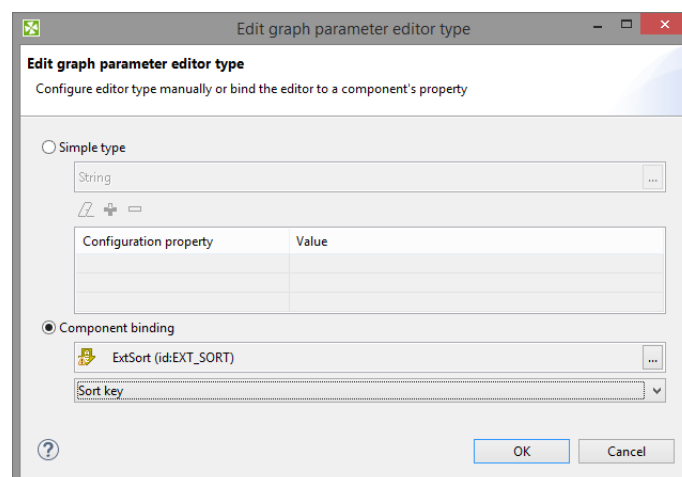 Edit graph parameter editor type
Edit graph parameter editor type
Configure editor type manually or bind the editor to a component's property
Simple type
String
...
Configuration property Value
Component binding
ExtSort (id:EXT_SORT)
...
Sort key
?
OK Cancel